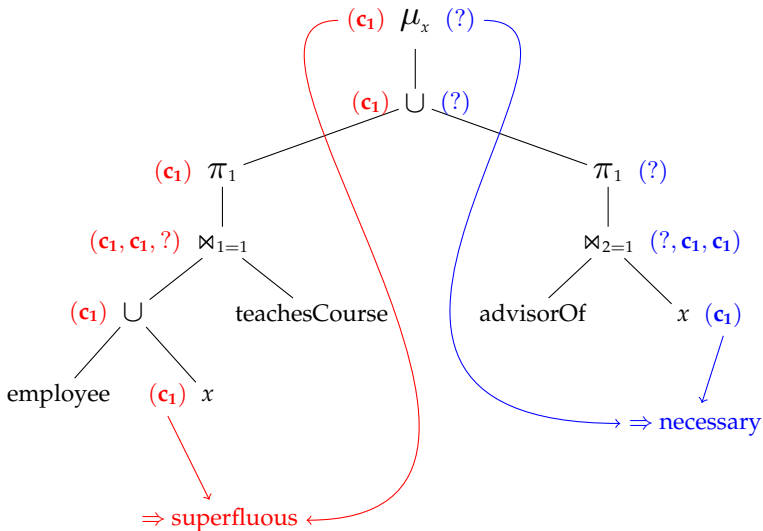 (c₁) μₓ (?)
(c₁) ∪ (?)
(c₁) π₁ π₁ (?)
(c₁, c₁, ?) ⋈₁₌₁ ⋈₂₌₁ (?, c₁, c₁)
(c₁) ∪ teachesCourse advisorOf x (c₁)
employee (c₁) x
⇒ necessary
⇒ superfluous